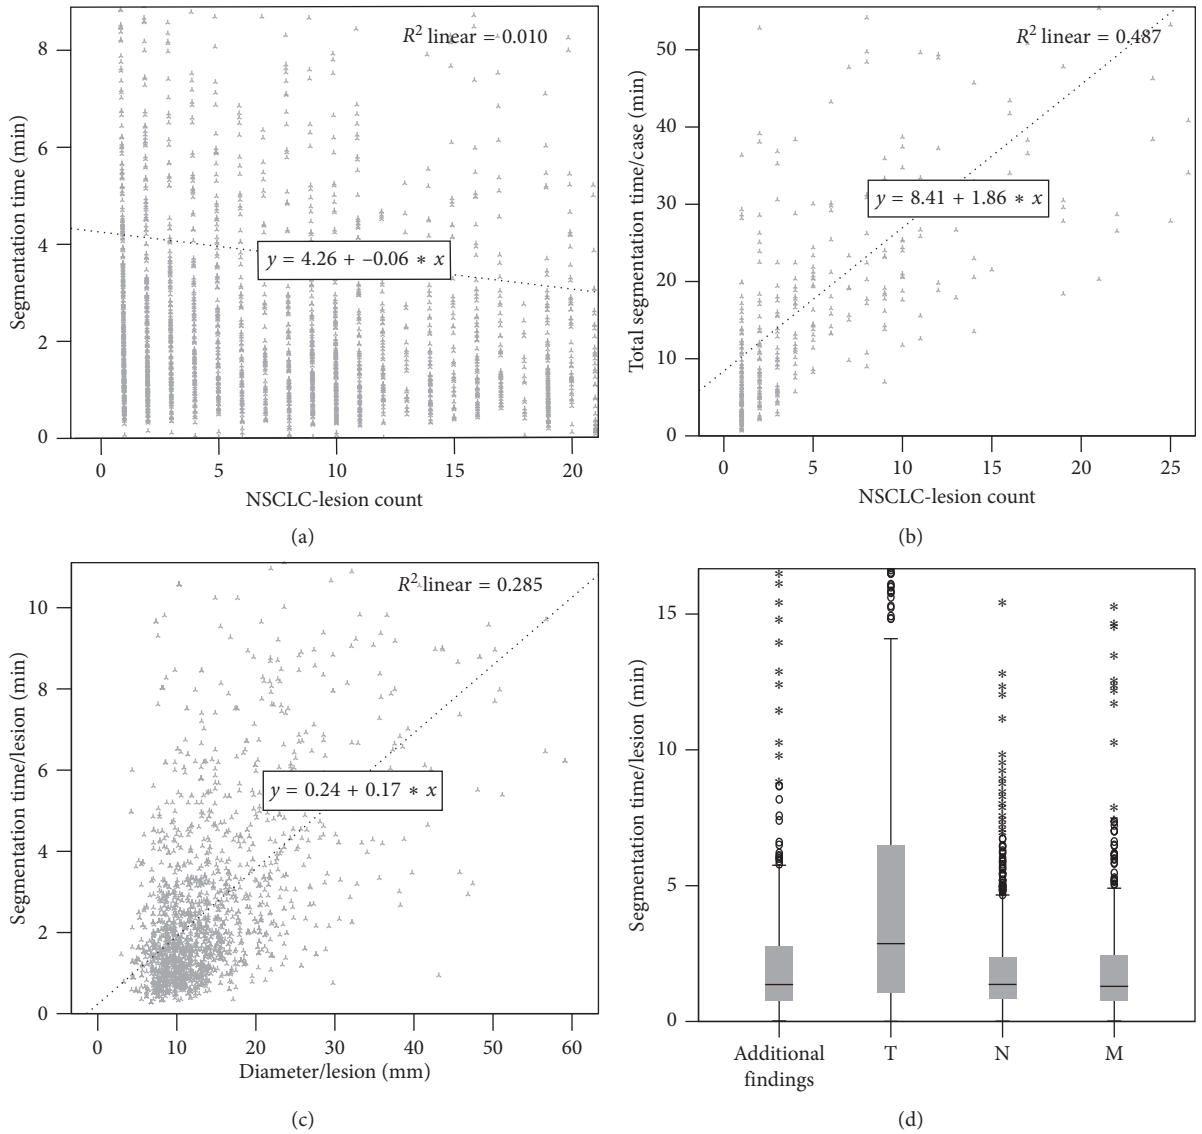 R² linear = 0.010
Segmentation time (min)
8
6
4
2
0
y = 4.26 + –0.06 * x
0 5 10 15 20
NSCLC-lesion count
(a)
R² linear = 0.487
Total segmentation time/case (min)
50
40
30
20
10
0
y = 8.41 + 1.86 * x
0 5 10 15 20 25
NSCLC-lesion count
(b)
R² linear = 0.285
Segmentation time/lesion (min)
10
8
6
4
2
0
y = 0.24 + 0.17 * x
0 10 20 30 40 50 60
Diameter/lesion (mm)
(c)
Segmentation time/lesion (min)
15
10
5
0
Additional
findings
T N M
(d)